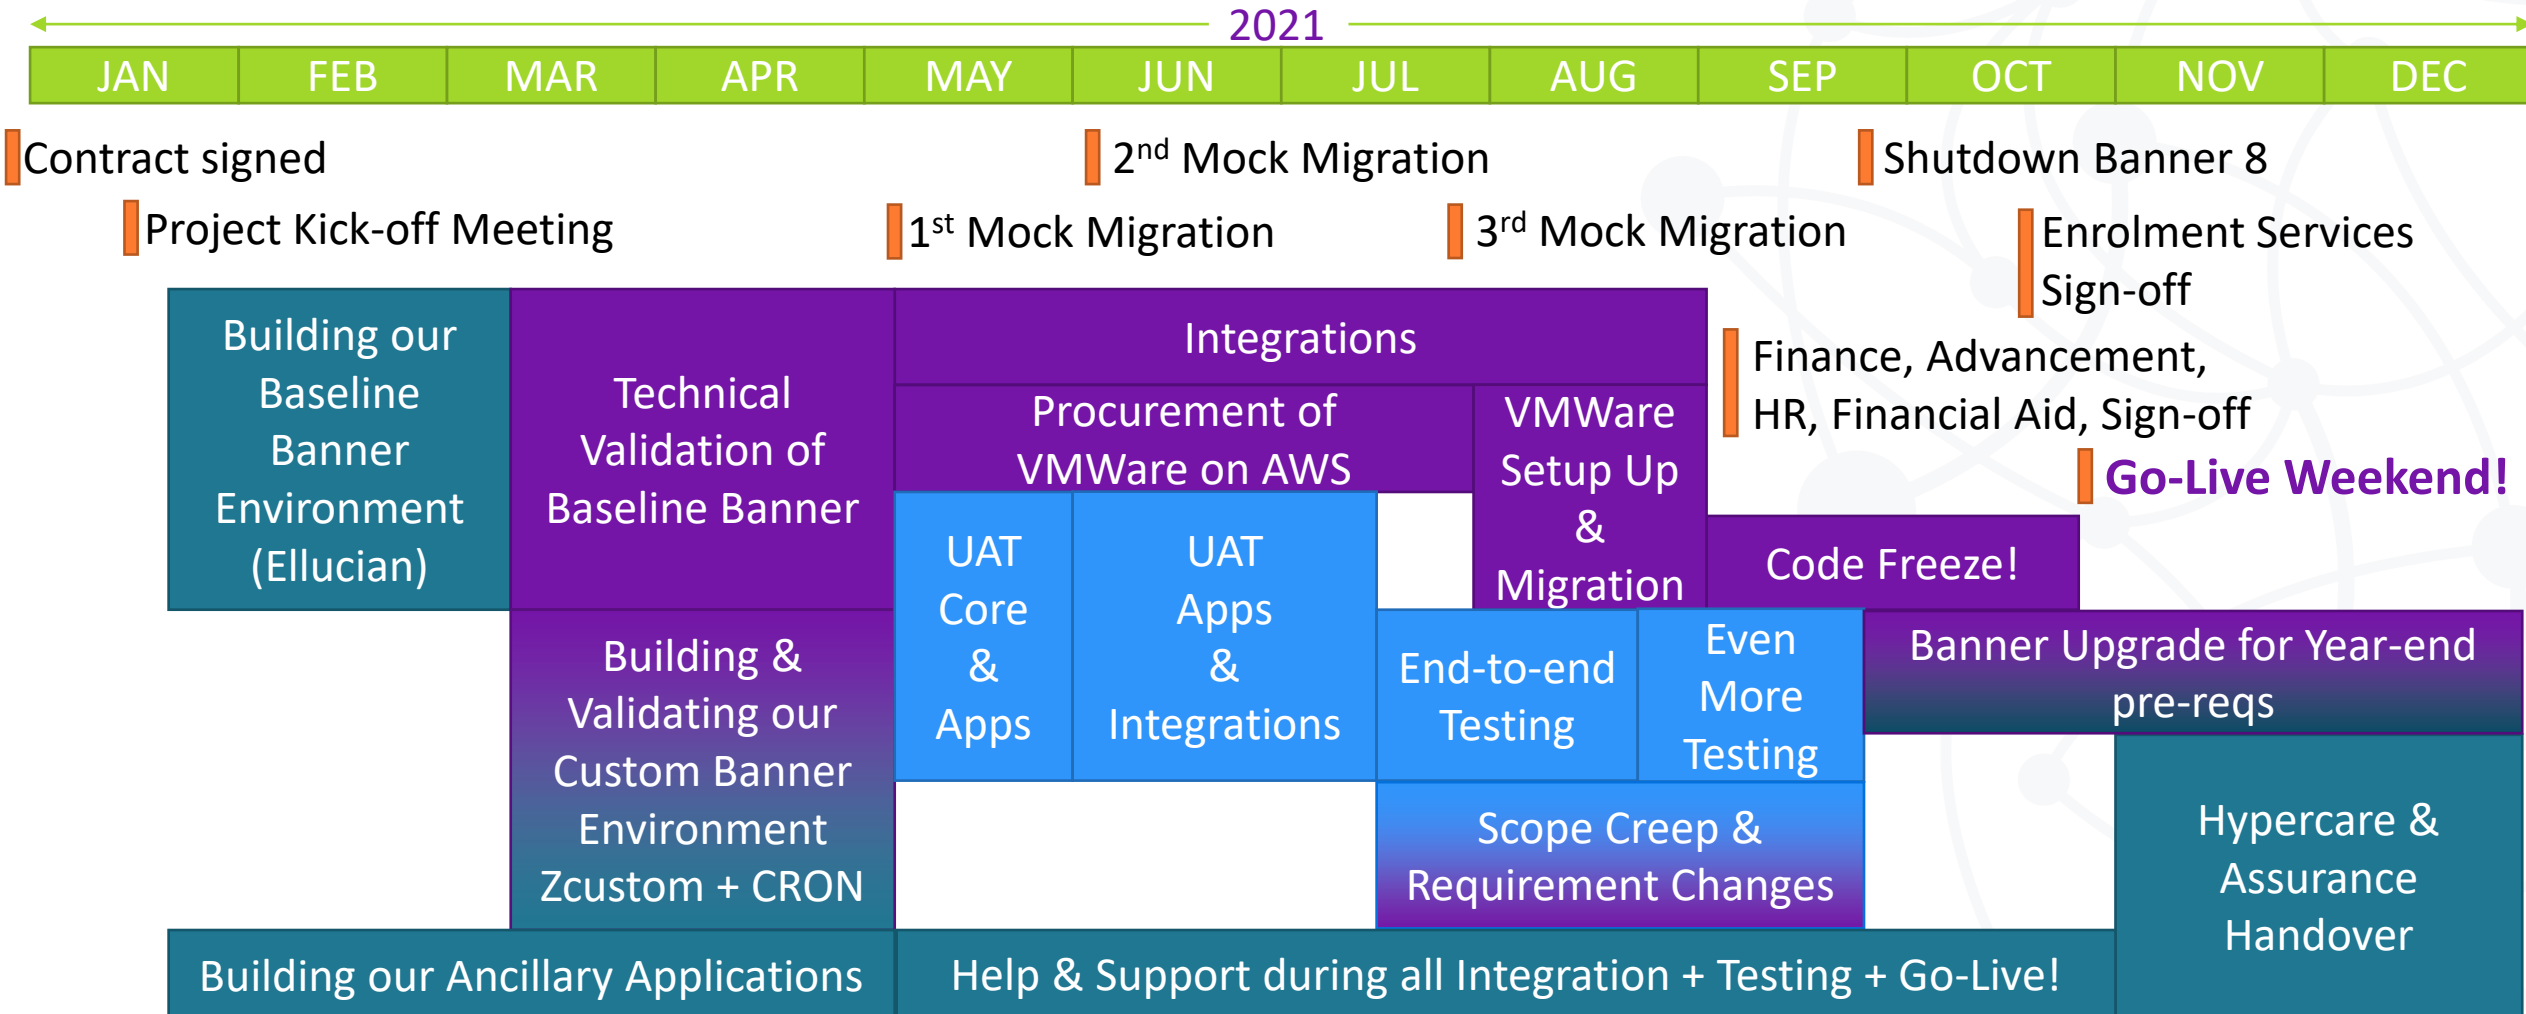 2021
JAN FEB MAR APR MAY JUN JUL AUG SEP OCT NOV DEC
Contract signed
2nd Mock Migration
Shutdown Banner 8
Project Kick-off Meeting
1st Mock Migration
3rd Mock Migration
Enrolment Services
Sign-off
Finance, Advancement,
HR, Financial Aid, Sign-off
Go-Live Weekend!
Building our
Baseline
Banner
Environment
(Ellucian)
Technical
Validation of
Baseline Banner
Integrations
Procurement of
VMWare on AWS
VMWare
Setup Up
&
Migration
Code Freeze!
UAT
Core
&
Apps
UAT
Apps
&
Integrations
End-to-end
Testing
Even
More
Testing
Banner Upgrade for Year-end
pre-reqs
Building &
Validating our
Custom Banner
Environment
Zcustom + CRON
Scope Creep &
Requirement Changes
Hypercare &
Assurance
Handover
Building our Ancillary Applications
Help & Support during all Integration + Testing + Go-Live!